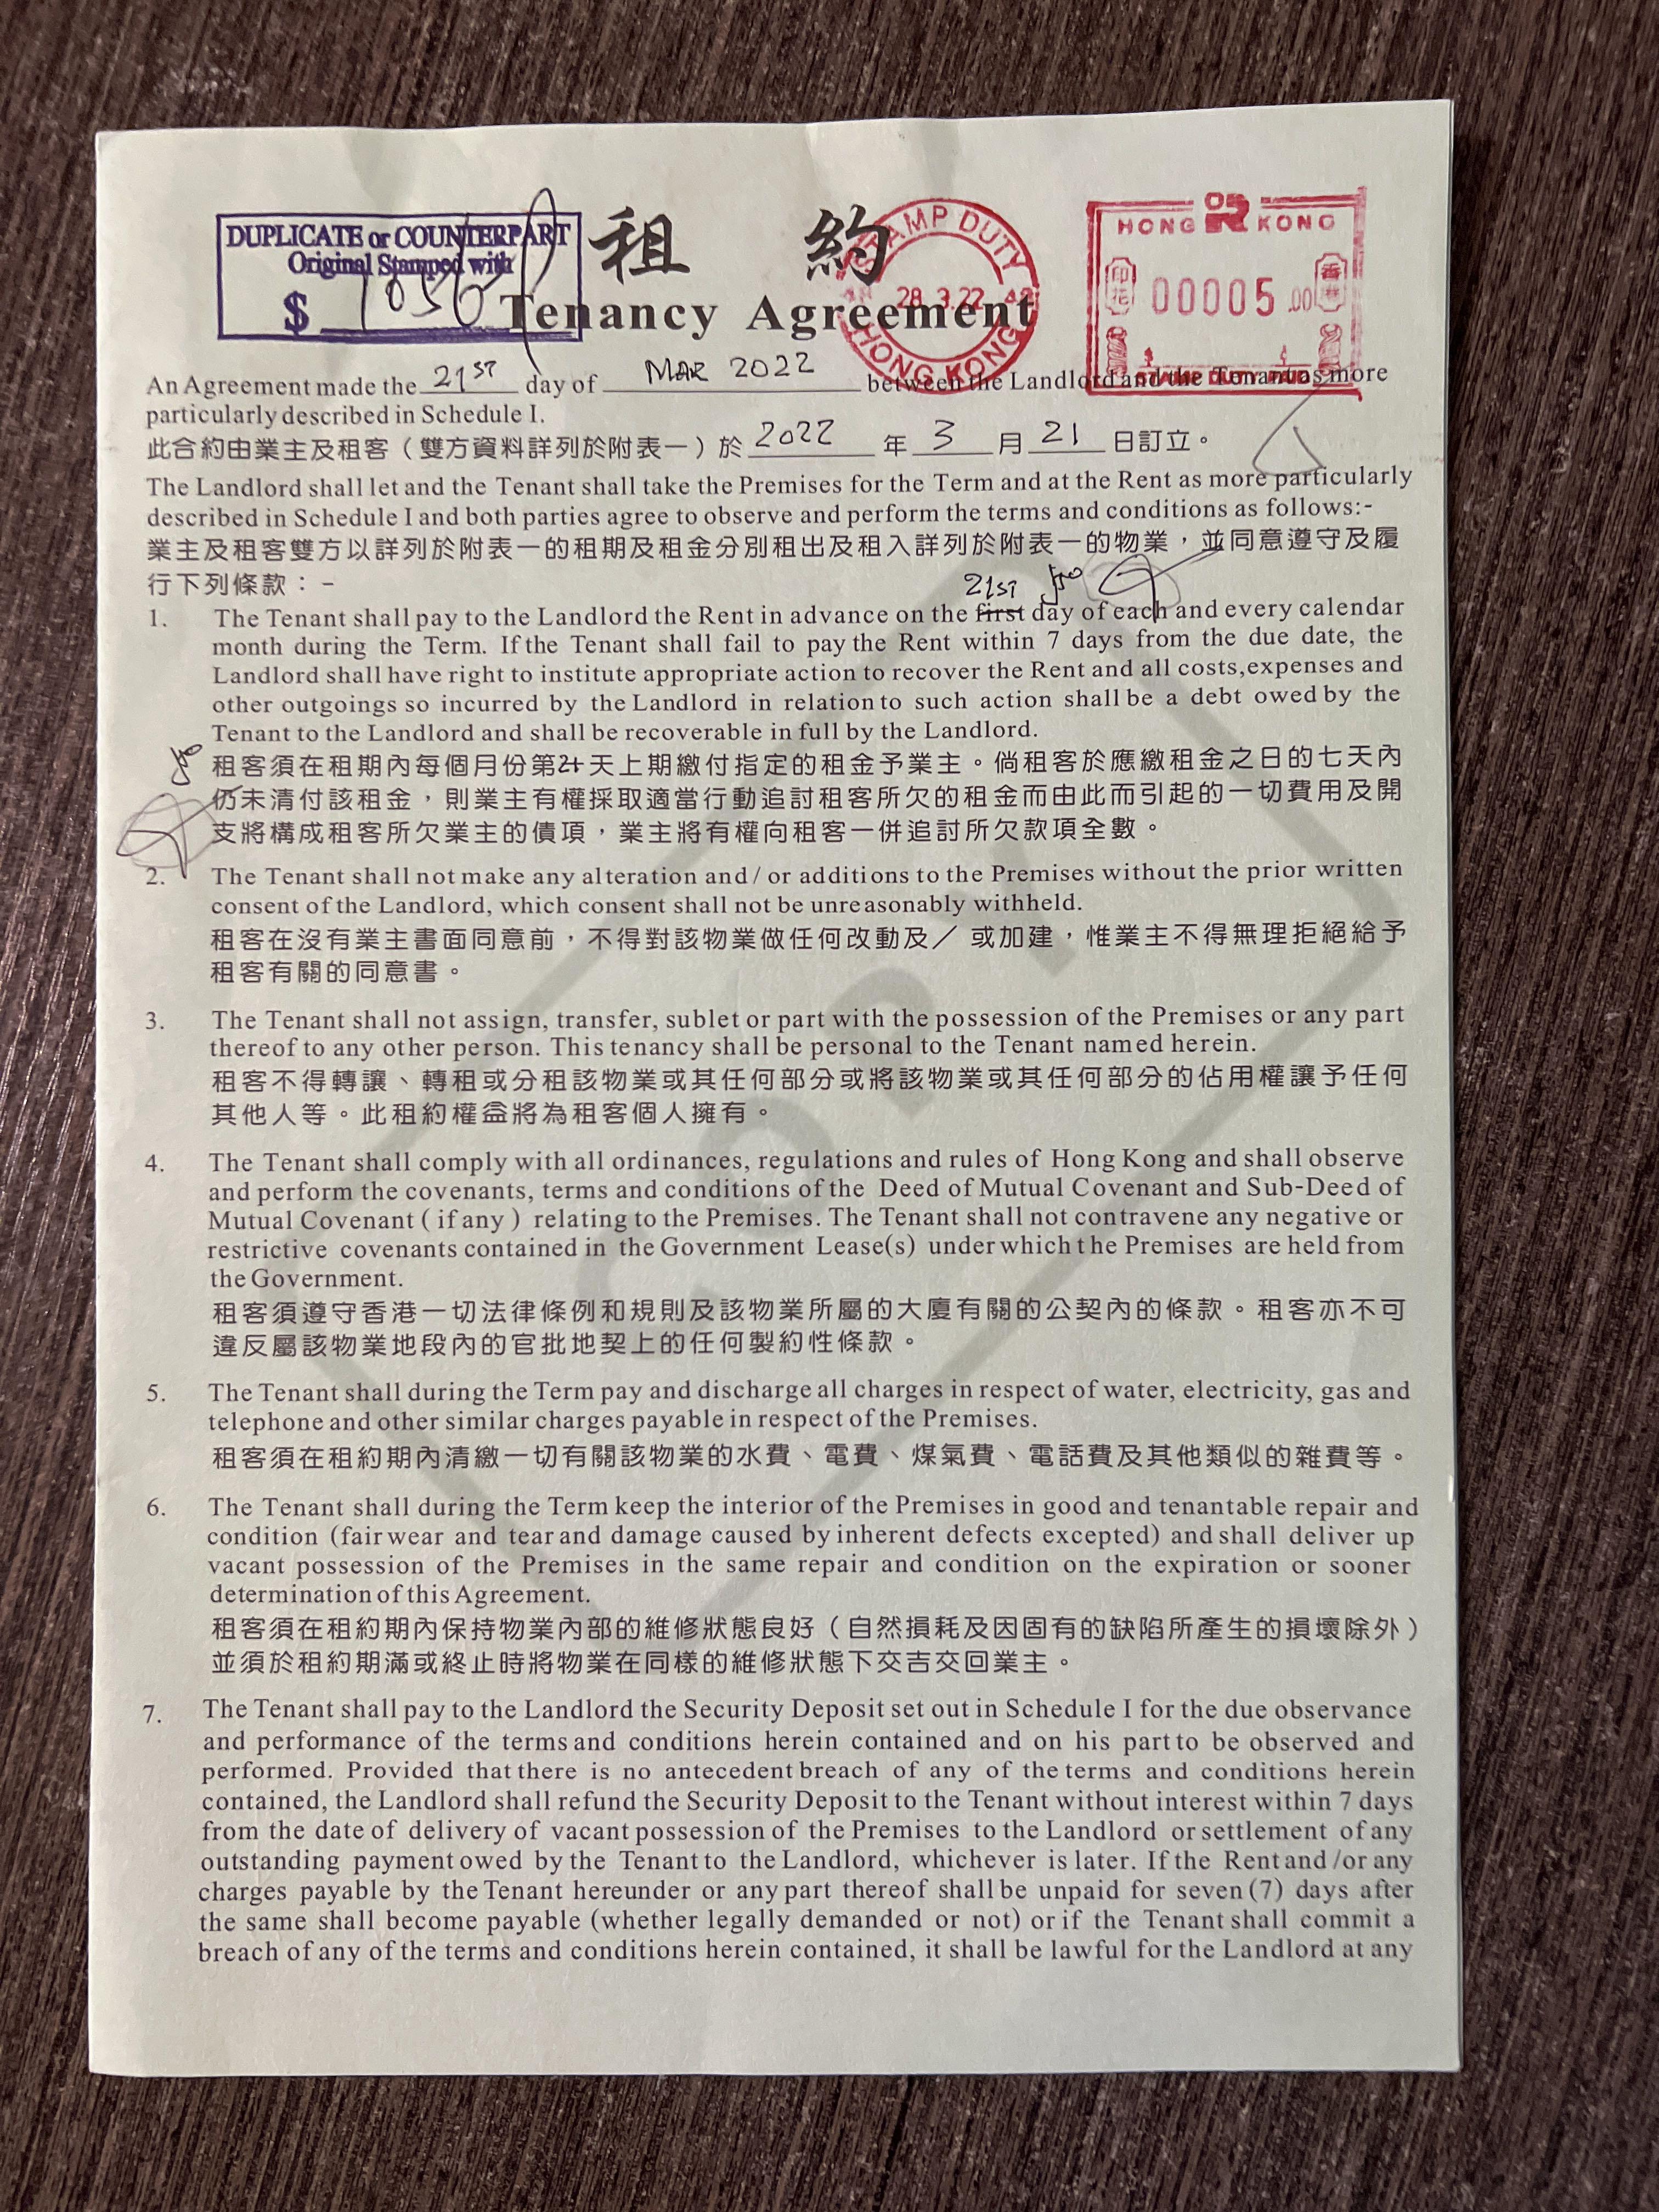 DUPLICATE or COUNTERPART
Original Stamped with
$
租約
Tenancy Agreement
STAMP DUTY
28.3.22
HONG KONG
HONG KONG
印花
00005.00
香港
STAMP DUTY PAID
An Agreement made the 21ST day of MAR 2022 between the Landlord and the Tenant as more
particularly described in Schedule I.
此合約由業主及租客（雙方資料詳列於附表一）於 2022 年 3 月 21 日訂立。
The Landlord shall let and the Tenant shall take the Premises for the Term and at the Rent as more particularly
described in Schedule I and both parties agree to observe and perform the terms and conditions as follows:-
業主及租客雙方以詳列於附表一的租期及租金分別租出及租入詳列於附表一的物業，並同意遵守及履
行下列條款：-
21ST
1. The Tenant shall pay to the Landlord the Rent in advance on the first day of each and every calendar
month during the Term. If the Tenant shall fail to pay the Rent within 7 days from the due date, the
Landlord shall have right to institute appropriate action to recover the Rent and all costs,expenses and
other outgoings so incurred by the Landlord in relation to such action shall be a debt owed by the
Tenant to the Landlord and shall be recoverable in full by the Landlord.
租客須在租期內每個月份第21天上期繳付指定的租金予業主。倘租客於應繳租金之日的七天內
仍未清付該租金，則業主有權採取適當行動追討租客所欠的租金而由此而引起的一切費用及開
支將構成租客所欠業主的債項，業主將有權向租客一併追討所欠款項全數。
2. The Tenant shall not make any alteration and / or additions to the Premises without the prior written
consent of the Landlord, which consent shall not be unreasonably withheld.
租客在沒有業主書面同意前，不得對該物業做任何改動及／或加建，惟業主不得無理拒絕給予
租客有關的同意書。
3. The Tenant shall not assign, transfer, sublet or part with the possession of the Premises or any part
thereof to any other person. This tenancy shall be personal to the Tenant named herein.
租客不得轉讓、轉租或分租該物業或其任何部分或將該物業或其任何部分的佔用權讓予任何
其他人等。此租約權益將為租客個人擁有。
4. The Tenant shall comply with all ordinances, regulations and rules of Hong Kong and shall observe
and perform the covenants, terms and conditions of the Deed of Mutual Covenant and Sub-Deed of
Mutual Covenant ( if any ) relating to the Premises. The Tenant shall not contravene any negative or
restrictive covenants contained in the Government Lease(s) under which the Premises are held from
the Government.
租客須遵守香港一切法律條例和規則及該物業所屬的大廈有關的公契內的條款。租客亦不可
違反屬該物業地段內的官批地契上的任何製約性條款。
5. The Tenant shall during the Term pay and discharge all charges in respect of water, electricity, gas and
telephone and other similar charges payable in respect of the Premises.
租客須在租約期內清繳一切有關該物業的水費、電費、煤氣費、電話費及其他類似的雜費等。
6. The Tenant shall during the Term keep the interior of the Premises in good and tenantable repair and
condition (fair wear and tear and damage caused by inherent defects excepted) and shall deliver up
vacant possession of the Premises in the same repair and condition on the expiration or sooner
determination of this Agreement.
租客須在租約期內保持物業內部的維修狀態良好（自然損耗及因固有的缺陷所產生的損壞除外）
並須於租約期滿或終止時將物業在同樣的維修狀態下交吉交回業主。
7. The Tenant shall pay to the Landlord the Security Deposit set out in Schedule I for the due observance
and performance of the terms and conditions herein contained and on his part to be observed and
performed. Provided that there is no antecedent breach of any of the terms and conditions herein
contained, the Landlord shall refund the Security Deposit to the Tenant without interest within 7 days
from the date of delivery of vacant possession of the Premises to the Landlord or settlement of any
outstanding payment owed by the Tenant to the Landlord, whichever is later. If the Rent and /or any
charges payable by the Tenant hereunder or any part thereof shall be unpaid for seven (7) days after
the same shall become payable (whether legally demanded or not) or if the Tenant shall commit a
breach of any of the terms and conditions herein contained, it shall be lawful for the Landlord at any